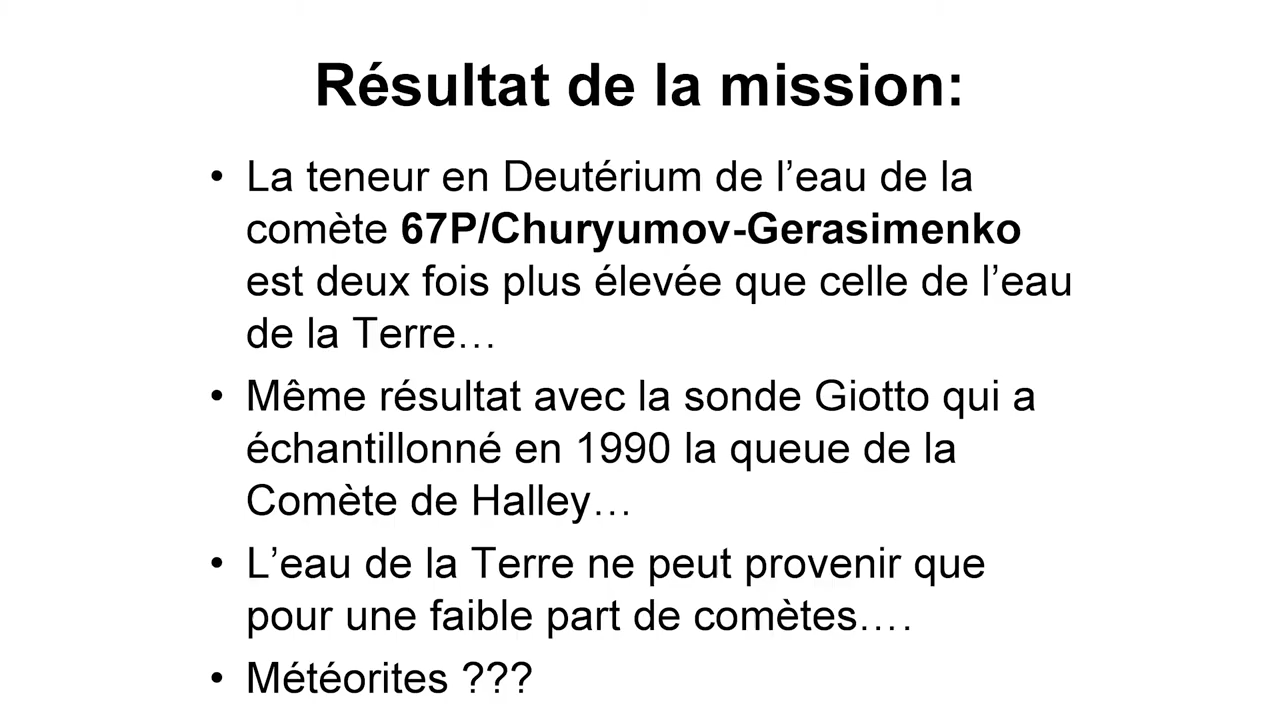 Résultat de la mission:
• La teneur en Deutérium de l’eau de la
comète 67P/Churyumov-Gerasimenko
est deux fois plus élevée que celle de l’eau
de la Terre…
• Même résultat avec la sonde Giotto qui a
échantillonné en 1990 la queue de la
Comète de Halley…
• L’eau de la Terre ne peut provenir que
pour une faible part de comètes….
• Météorites ???